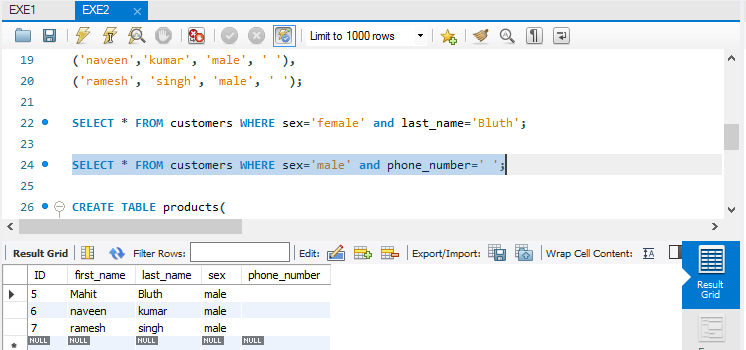 EXE1 EXE2 ×
Limit to 1000 rows
19 ('naveen','kumar', 'male', ' '),
20 ('ramesh', 'singh', 'male', ' ');
21
22 SELECT * FROM customers WHERE sex='female' and last_name='Bluth';
23
24 SELECT * FROM customers WHERE sex='male' and phone_number=' ';
25
26 CREATE TABLE products(
Result Grid Filter Rows: Edit: Export/Import: Wrap Cell Content: IA
ID first_name last_name sex phone_number
5 Mahit Bluth male
6 naveen kumar male
7 ramesh singh male
NULL NULL NULL NULL NULL
Result
Grid